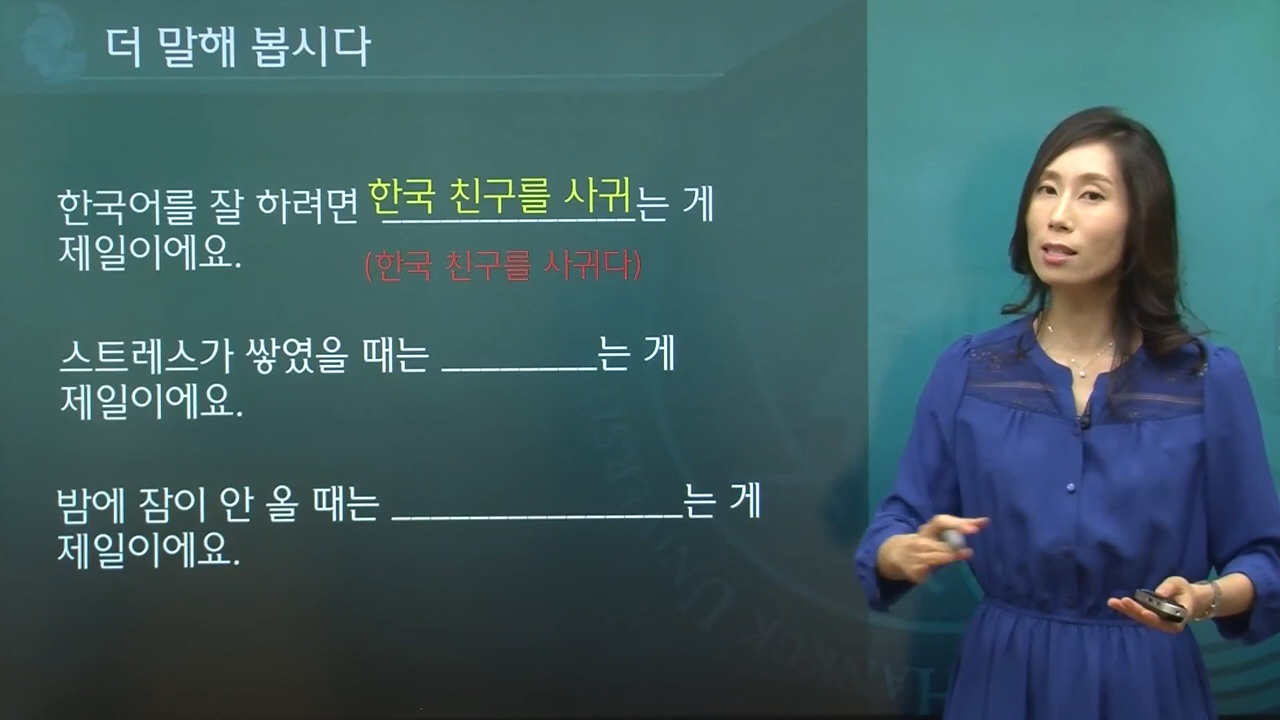 더 말해 봅시다
한국어를 잘 하려면 한국 친구를 사귀는 게
제일이에요.
(한국 친구를 사귀다)
스트레스가 쌓였을 때는 ________는 게
제일이에요.
밤에 잠이 안 올 때는 _______________는 게
제일이에요.